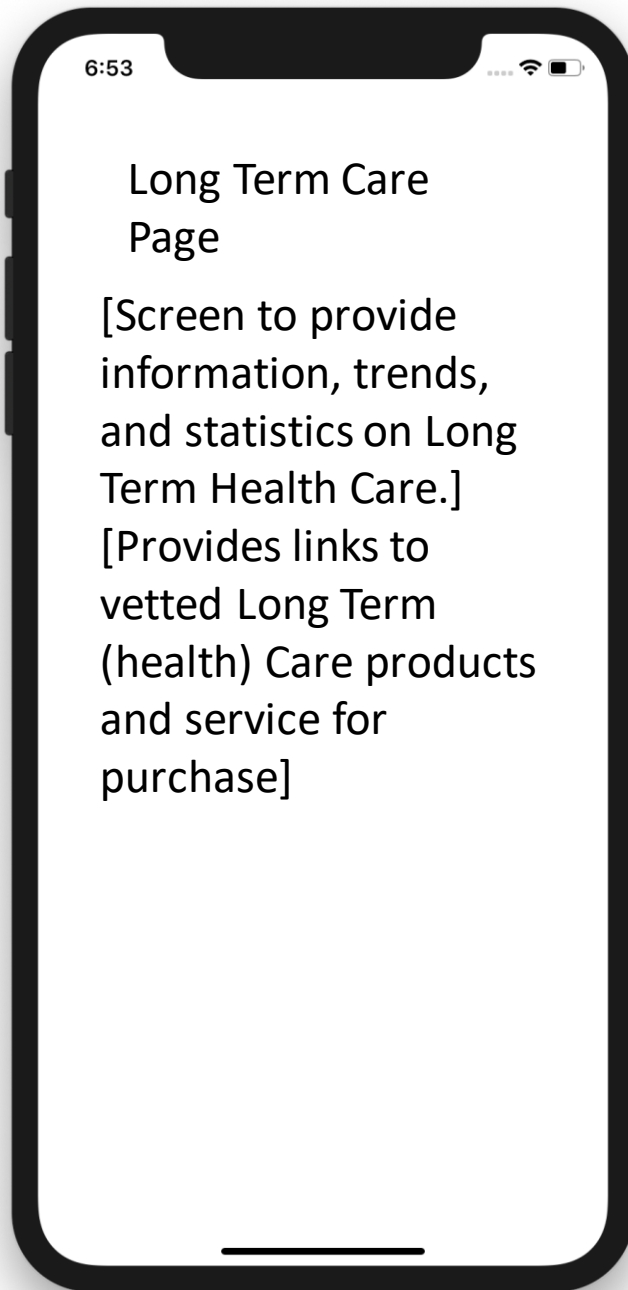 6:53
Long Term Care
Page
[Screen to provide
information, trends,
and statistics on Long
Term Health Care.]
[Provides links to
vetted Long Term
(health) Care products
and service for
purchase]